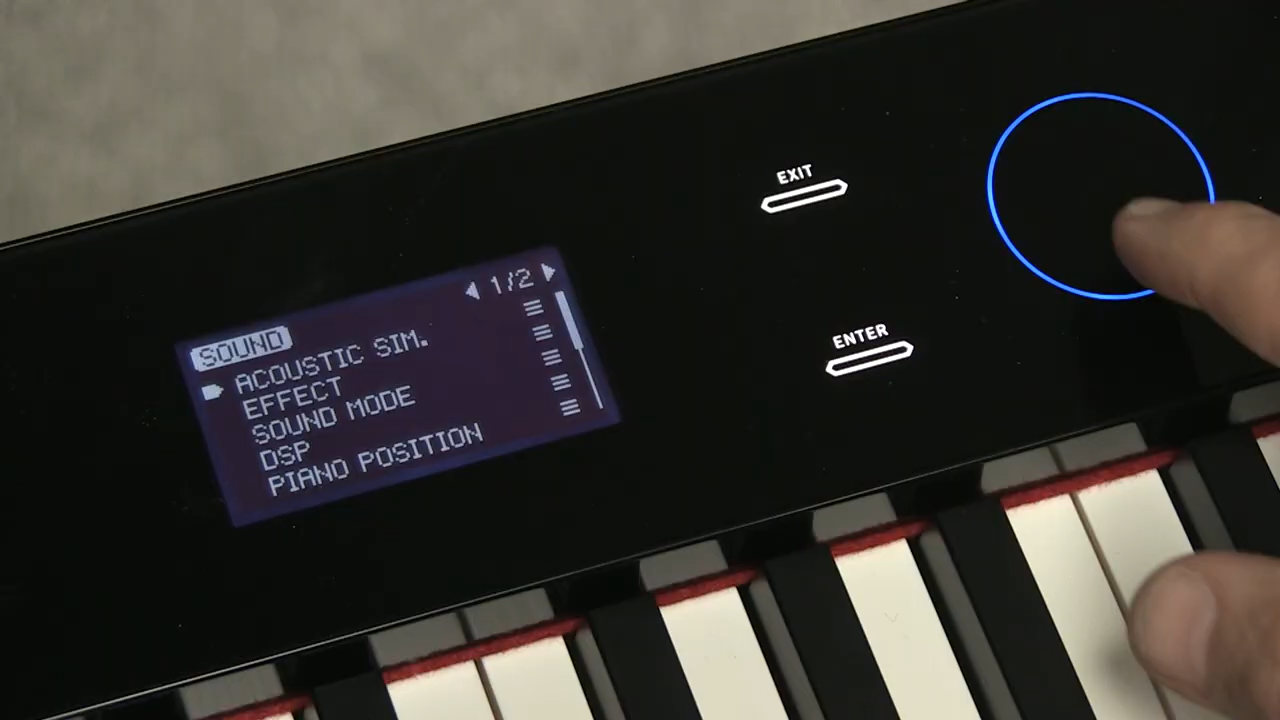 SOUND
1/2
ACOUSTIC SIM.
EFFECT
SOUND MODE
DSP
PIANO POSITION
EXIT
ENTER